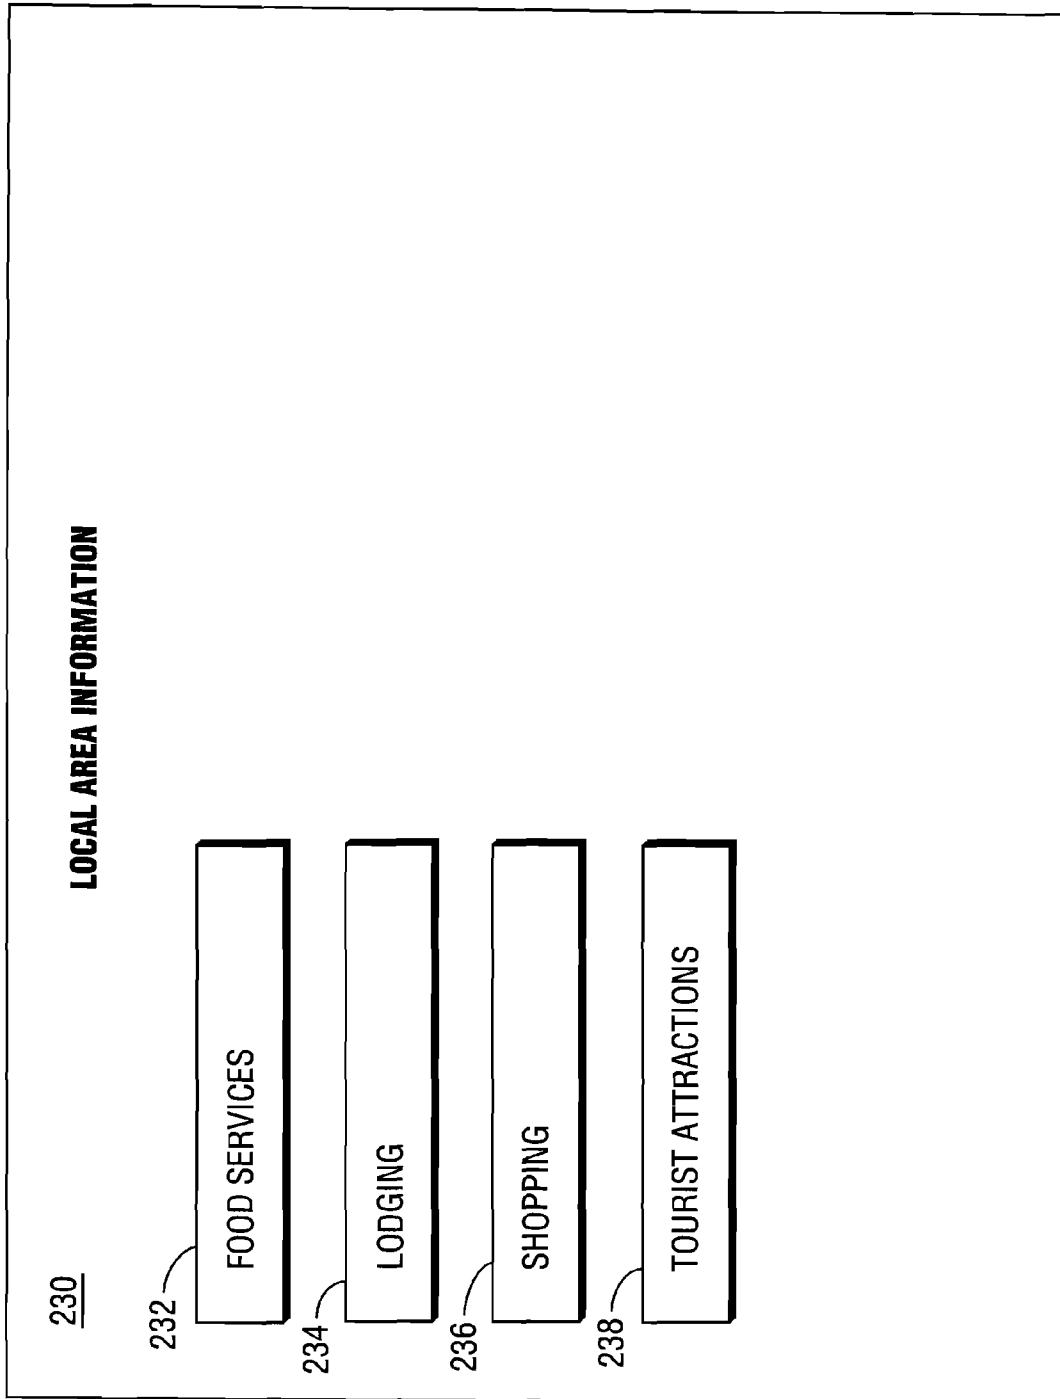 230
LOCAL AREA INFORMATION
232
FOOD SERVICES
234
LODGING
236
SHOPPING
238
TOURIST ATTRACTIONS